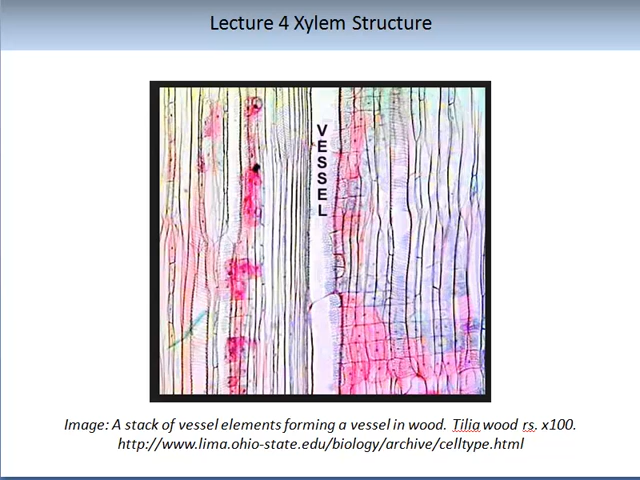 Lecture 4 Xylem Structure
VESSEL
Image: A stack of vessel elements forming a vessel in wood. Tilia wood rs. x100.
http://www.lima.ohio-state.edu/biology/archive/celltype.html